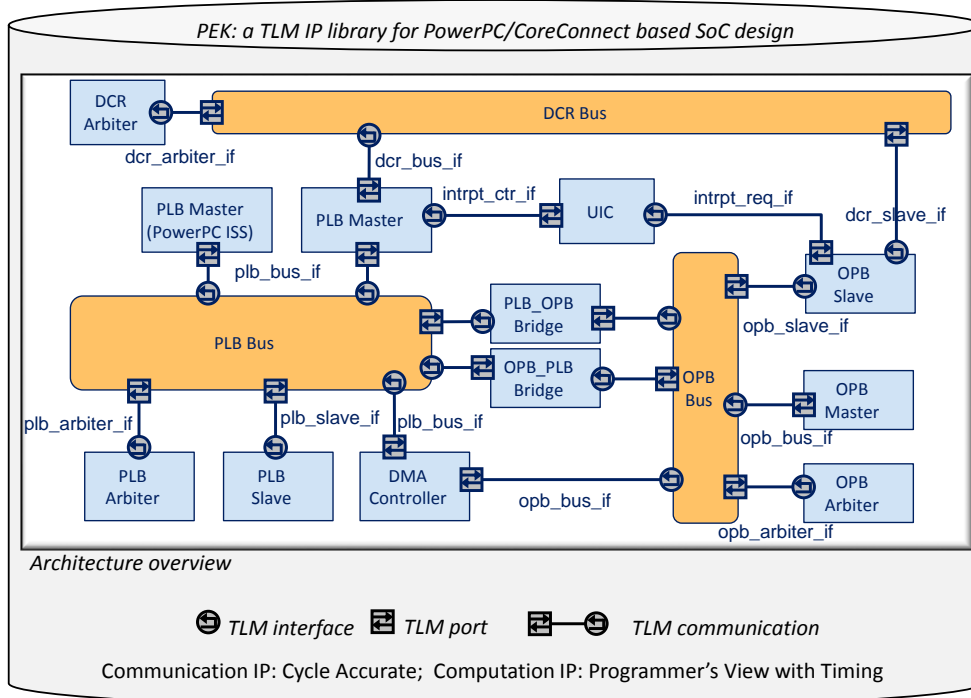 PEK: a TLM IP library for PowerPC/CoreConnect based SoC design
DCR
Arbiter
DCR Bus
dcr_arbiter_if
dcr_bus_if
PLB Master
(PowerPC ISS)
PLB Master
intrpt_ctr_if
UIC
intrpt_req_if
dcr_slave_if
plb_bus_if
OPB
Slave
PLB Bus
PLB_OPB
Bridge
opb_slave_if
OPB_PLB
Bridge
OPB
Bus
OPB
Master
plb_arbiter_if
plb_slave_if
plb_bus_if
opb_bus_if
PLB
Arbiter
PLB
Slave
DMA
Controller
opb_bus_if
OPB
Arbiter
opb_arbiter_if
Architecture overview
TLM interface
TLM port
TLM communication
Communication IP: Cycle Accurate;  Computation IP: Programmer’s View with Timing